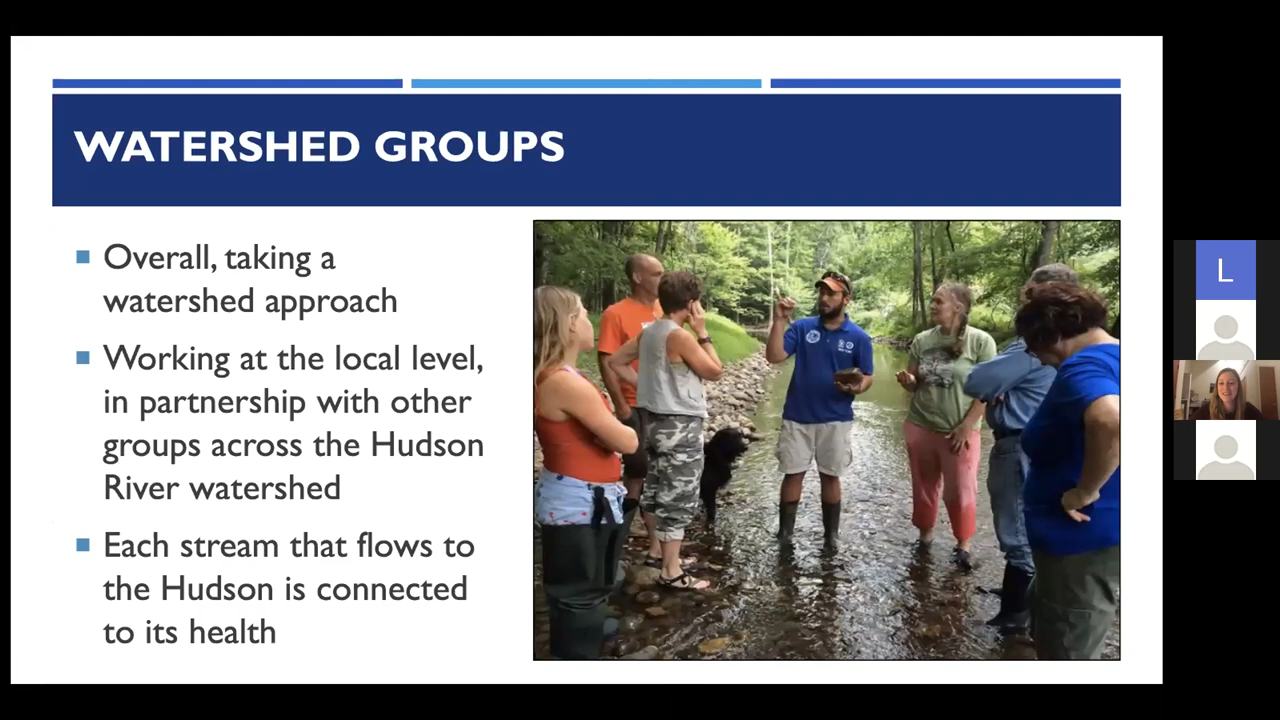 WATERSHED GROUPS
Overall, taking a
watershed approach
Working at the local level,
in partnership with other
groups across the Hudson
River watershed
Each stream that flows to
the Hudson is connected
to its health
L